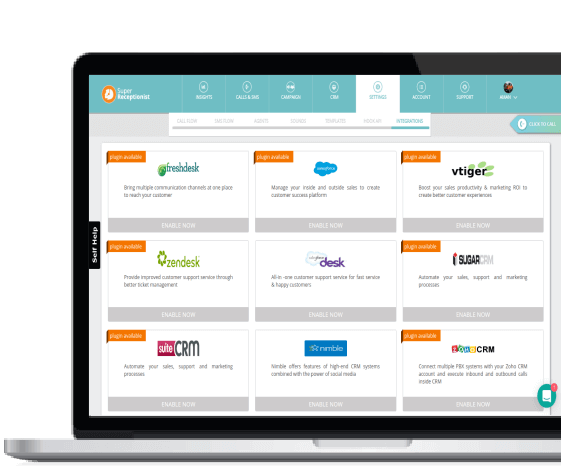 Super
Receptionist
INSIGHTS
CALLS & SMS
CAMPAIGN
CRM
SETTINGS
ACCOUNT
SUPPORT
CALL FLOW
SMS FLOW
AGENTS
SOUNDS
TEMPLATES
WEBHOOK
INTEGRATIONS
CLICK TO CALL
Self Help
plugin available
freshdesk
Bring multiple communication channels at one place
to reach your customer
ENABLE NOW
plugin available
salesforce
Manage your inside and outside sales to create
customer success platform
ENABLE NOW
plugin available
vtiger
Boost your sales productivity & marketing ROI to
create better customer experiences
ENABLE NOW
plugin available
zendesk
Provide improved customer support service through
better ticket management
ENABLE NOW
desk
All-in -one customer support service for fast service
& happy customers
ENABLE NOW
plugin available
SUGARCRM
Automate your sales, support and marketing
processes
ENABLE NOW
plugin available
suite CRM
Automate your sales, support and marketing
processes
ENABLE NOW
nimble
Nimble offers features of high-end CRM systems
combined with the power of social media
ENABLE NOW
plugin available
ZOHO CRM
Connect multiple PBX systems with your Zoho CRM
account and execute inbound and outbound calls
inside CRM
ENABLE NOW